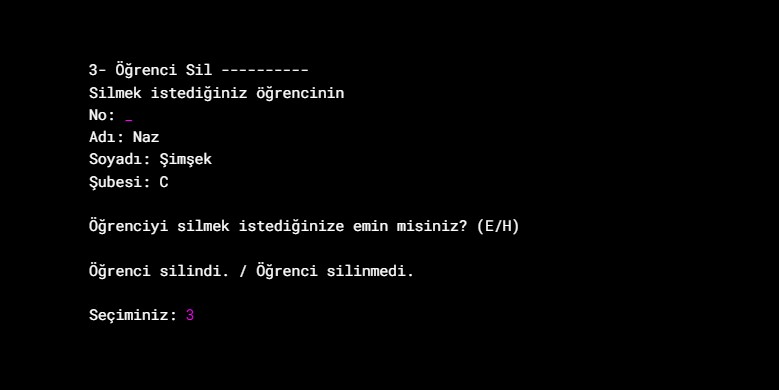 3- Öğrenci Sil ----------
Silmek istediğiniz öğrencinin
No: _
Adı: Naz
Soyadı: Şimşek
Şubesi: C
Öğrenciyi silmek istediğinize emin misiniz? (E/H)
Öğrenci silindi. / Öğrenci silinmedi.
Seçiminiz: 3